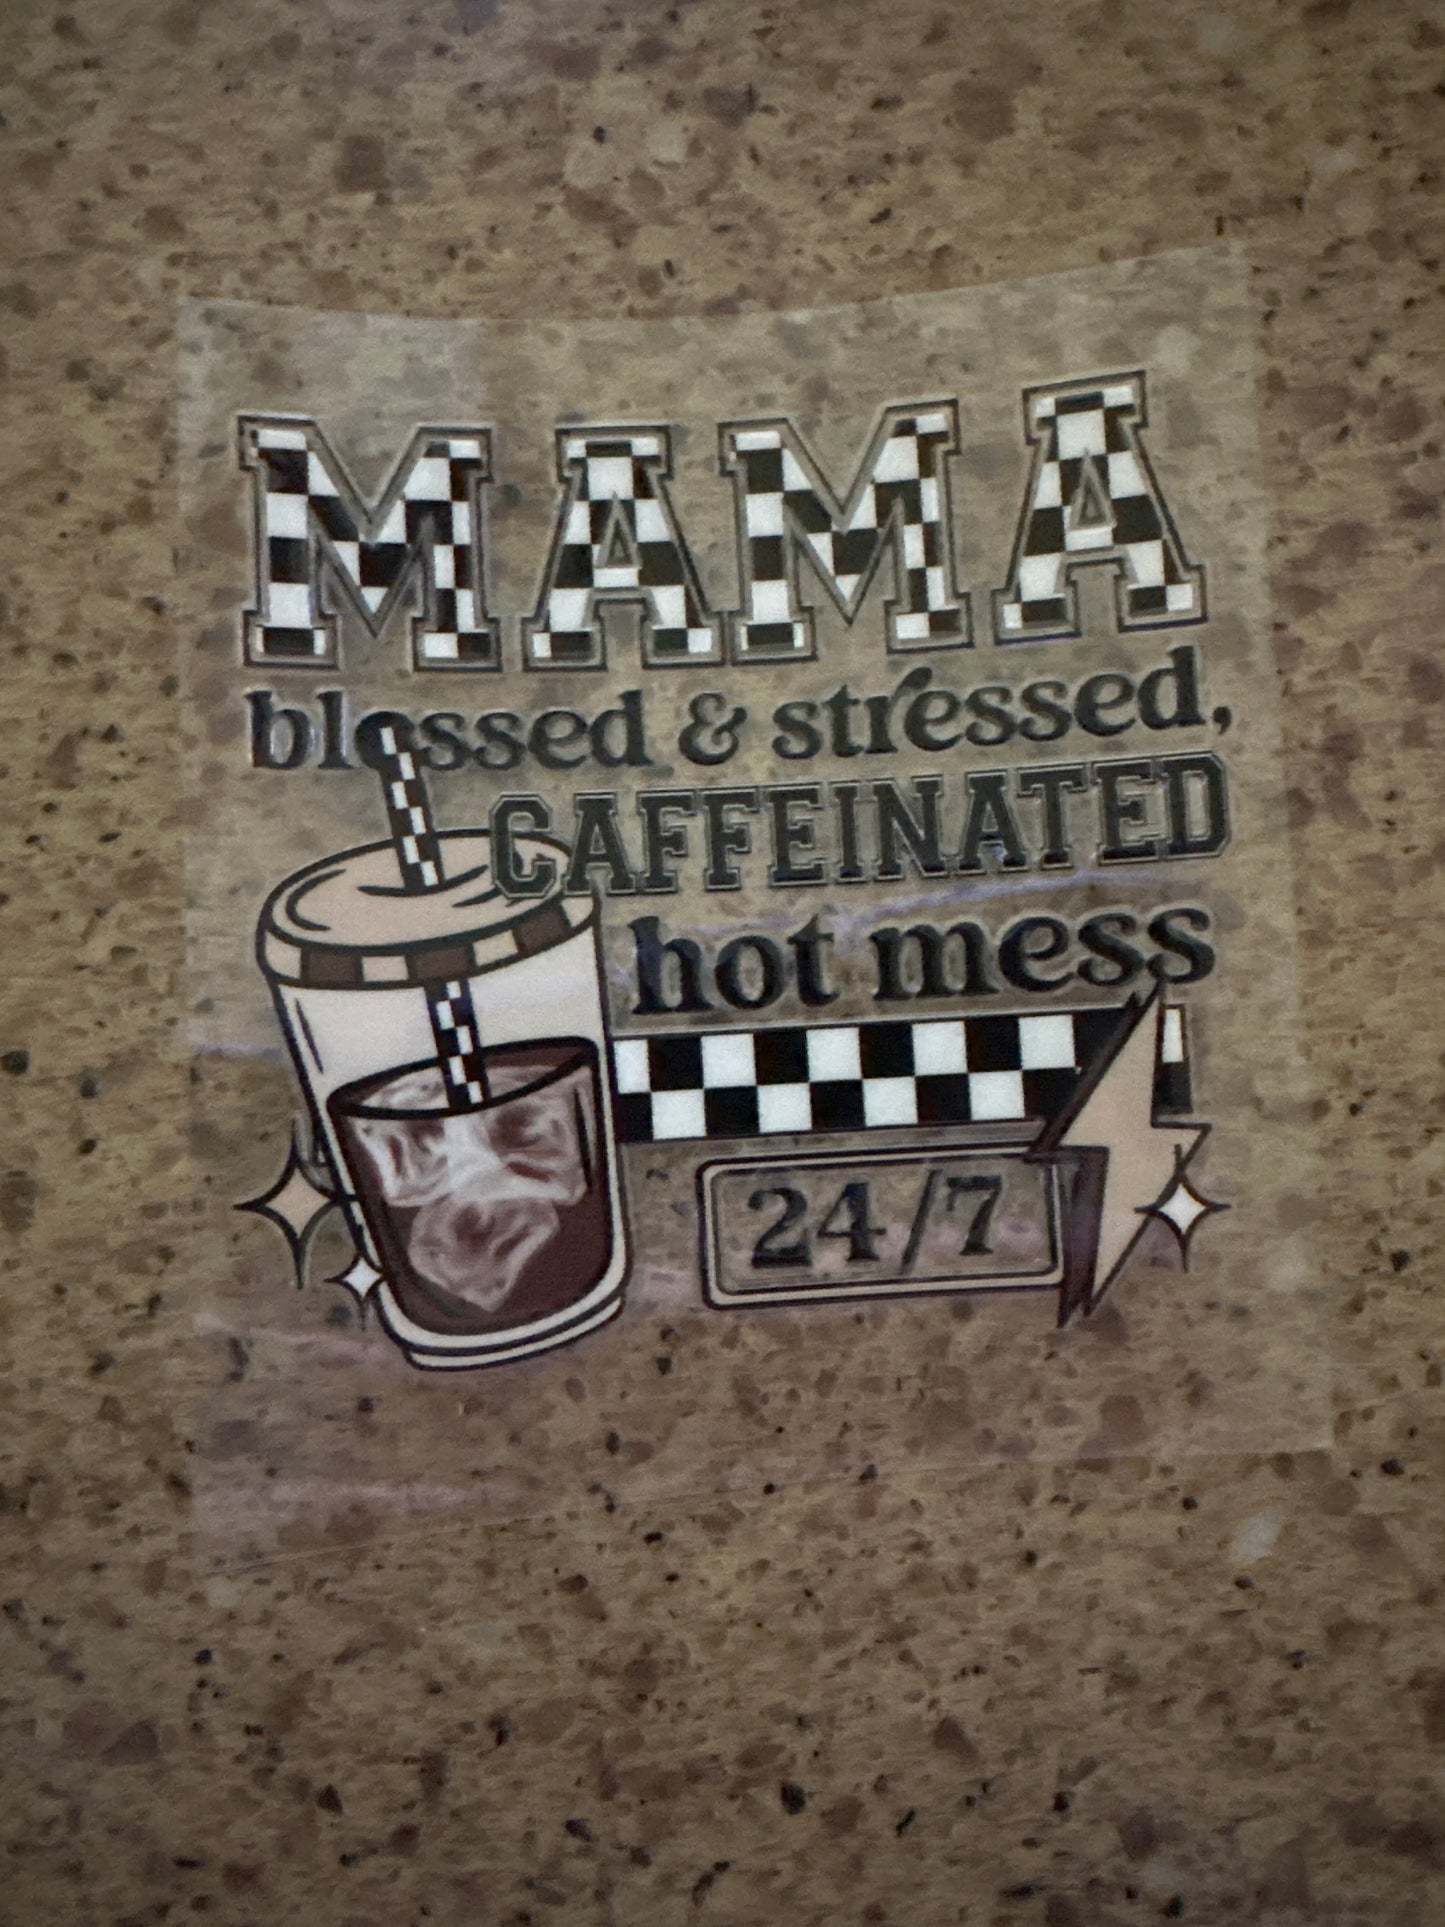 MAMA
blessed & stressed,
CAFFEINATED
hot mess
24/7